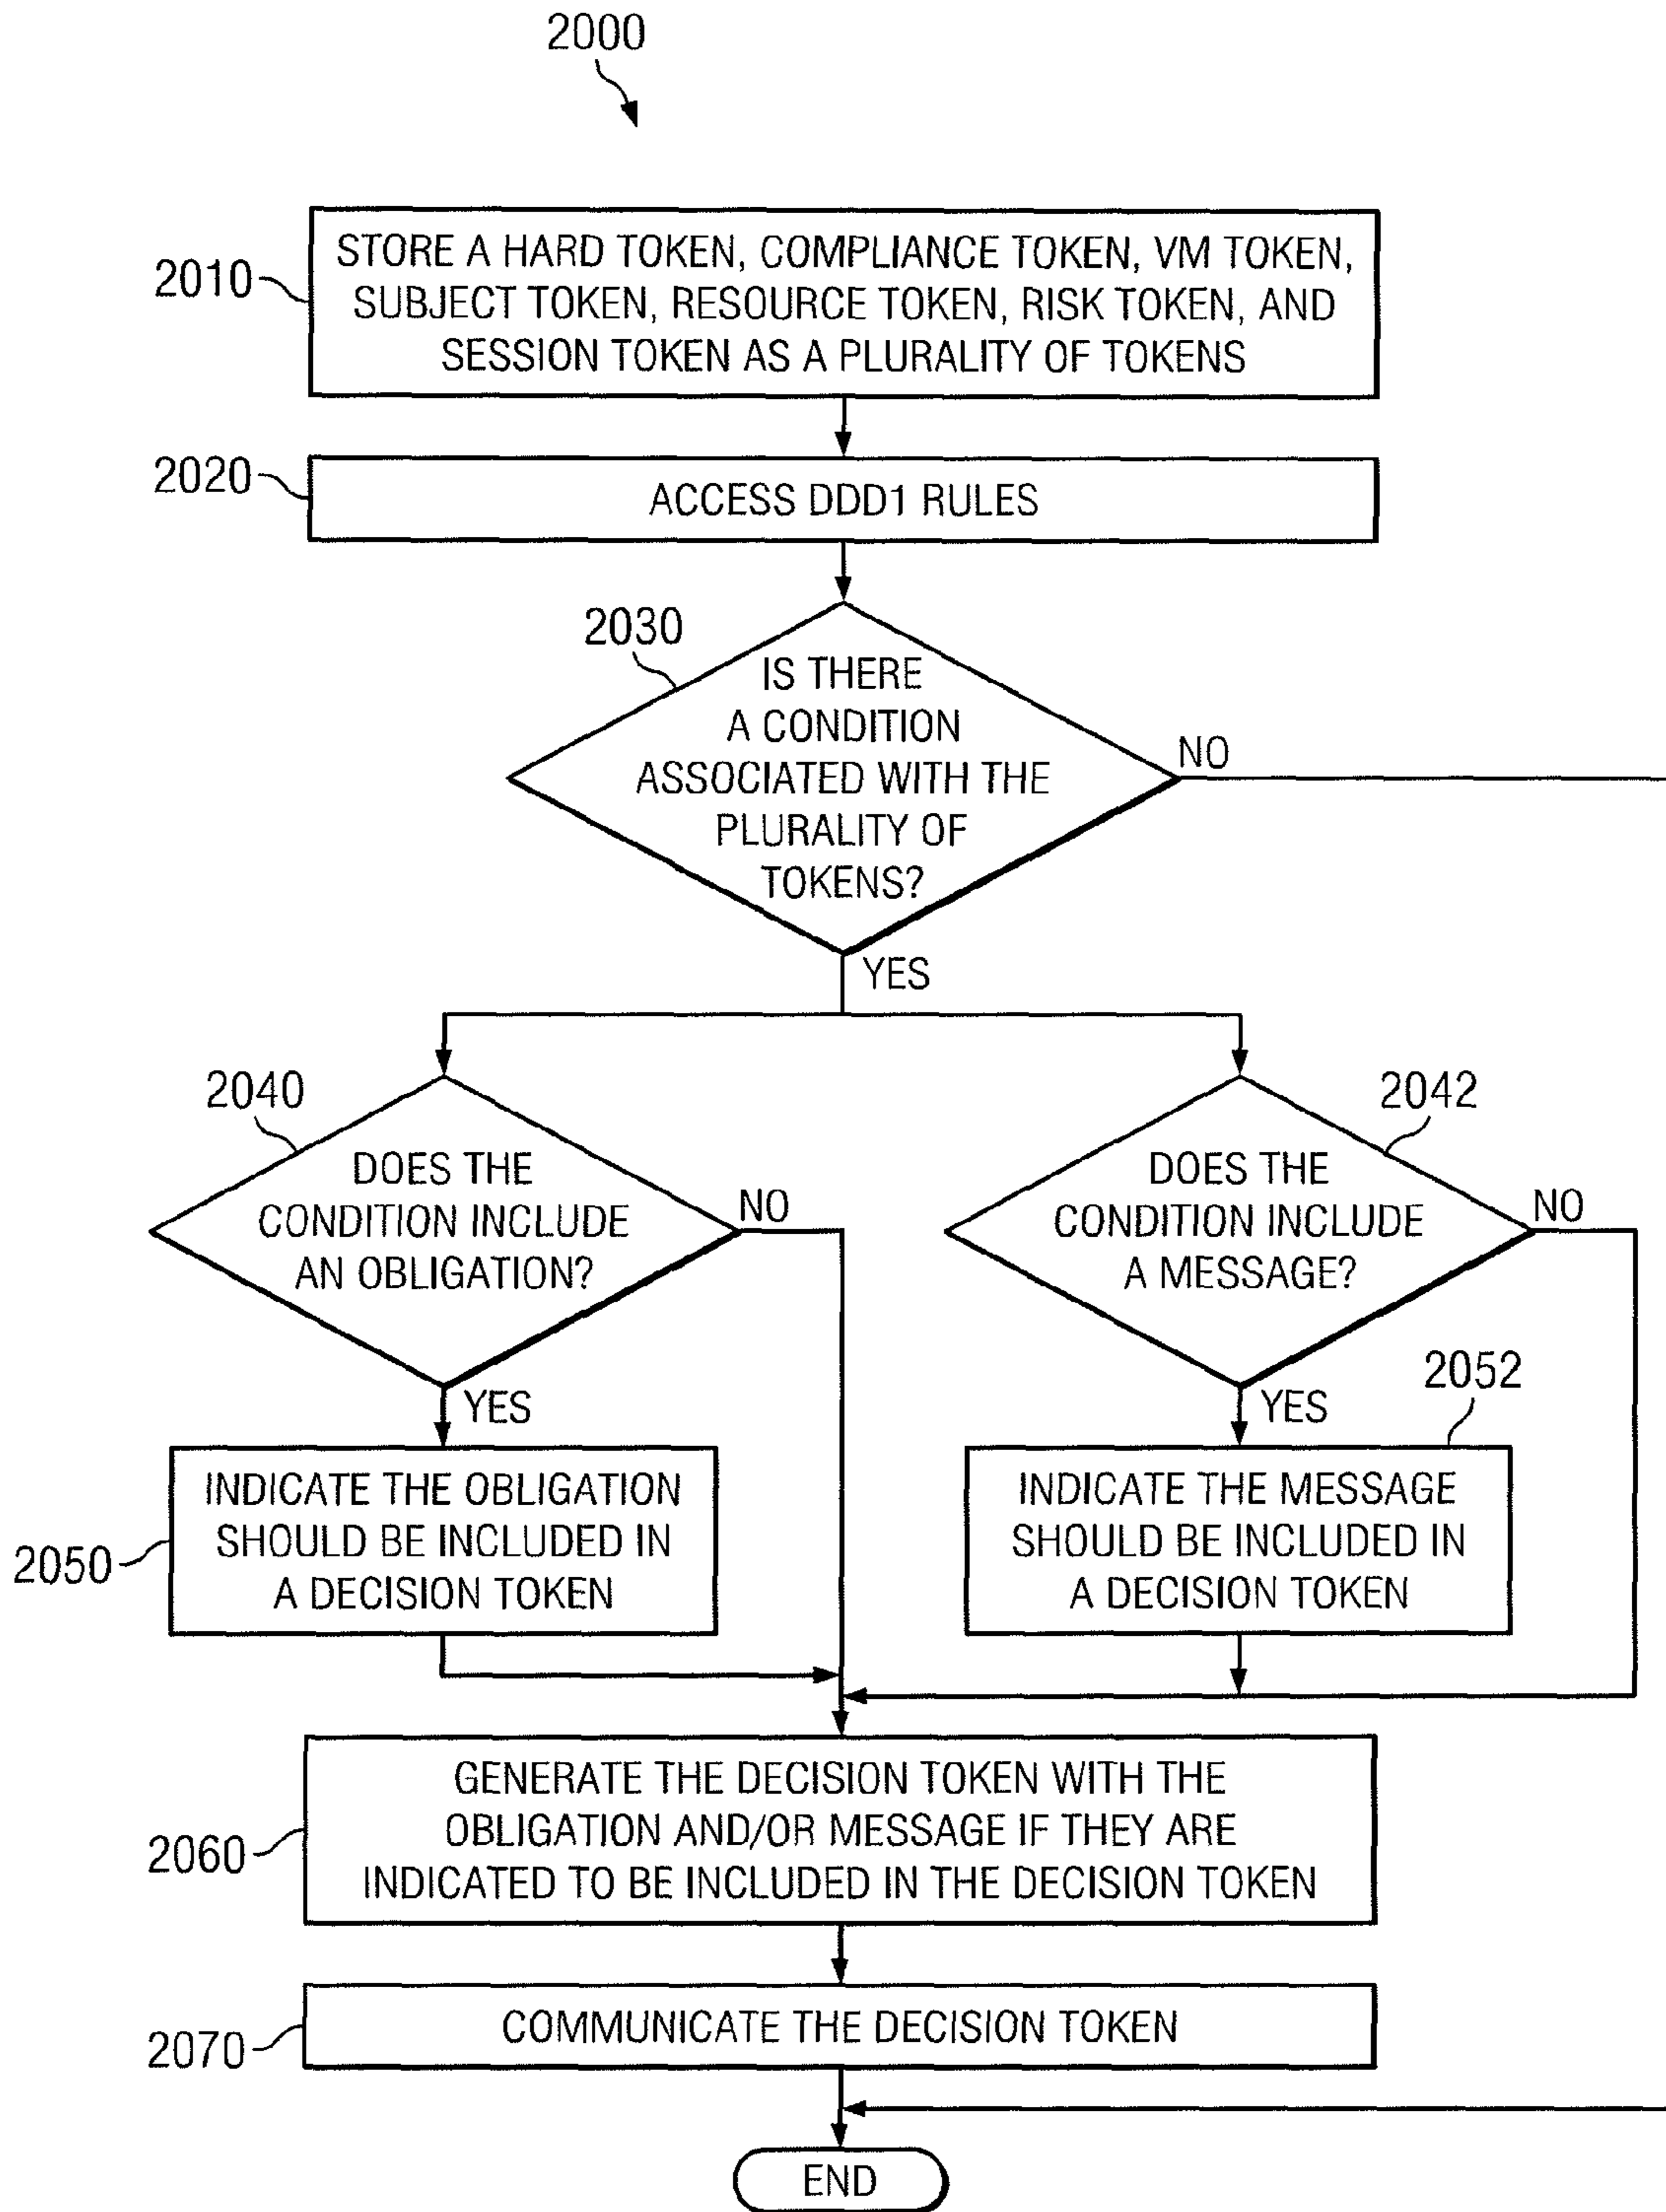 2000
2010
STORE A HARD TOKEN, COMPLIANCE TOKEN, VM TOKEN,
SUBJECT TOKEN, RESOURCE TOKEN, RISK TOKEN, AND
SESSION TOKEN AS A PLURALITY OF TOKENS
2020
ACCESS DDD1 RULES
2030
IS THERE
A CONDITION
ASSOCIATED WITH THE
PLURALITY OF
TOKENS?
NO
YES
2040
DOES THE
CONDITION INCLUDE
AN OBLIGATION?
NO
YES
2042
DOES THE
CONDITION INCLUDE
A MESSAGE?
NO
YES
2050
INDICATE THE OBLIGATION
SHOULD BE INCLUDED IN
A DECISION TOKEN
2052
INDICATE THE MESSAGE
SHOULD BE INCLUDED IN
A DECISION TOKEN
2060
GENERATE THE DECISION TOKEN WITH THE
OBLIGATION AND/OR MESSAGE IF THEY ARE
INDICATED TO BE INCLUDED IN THE DECISION TOKEN
2070
COMMUNICATE THE DECISION TOKEN
END